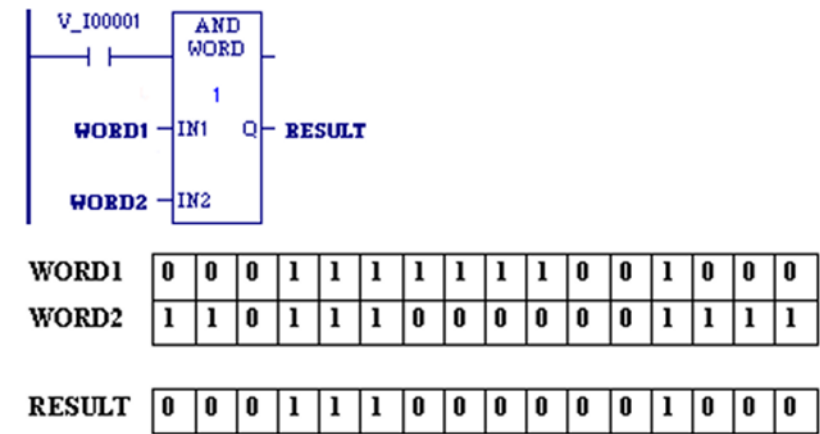 V_I00001
AND
WORD
1
WORD1 IN1 Q RESULT
WORD2 IN2
WORD1 0 0 0 1 1 1 1 1 1 1 0 0 1 0 0 0
WORD2 1 1 0 1 1 1 0 0 0 0 0 0 1 1 1 1
RESULT 0 0 0 1 1 1 0 0 0 0 0 0 1 0 0 0